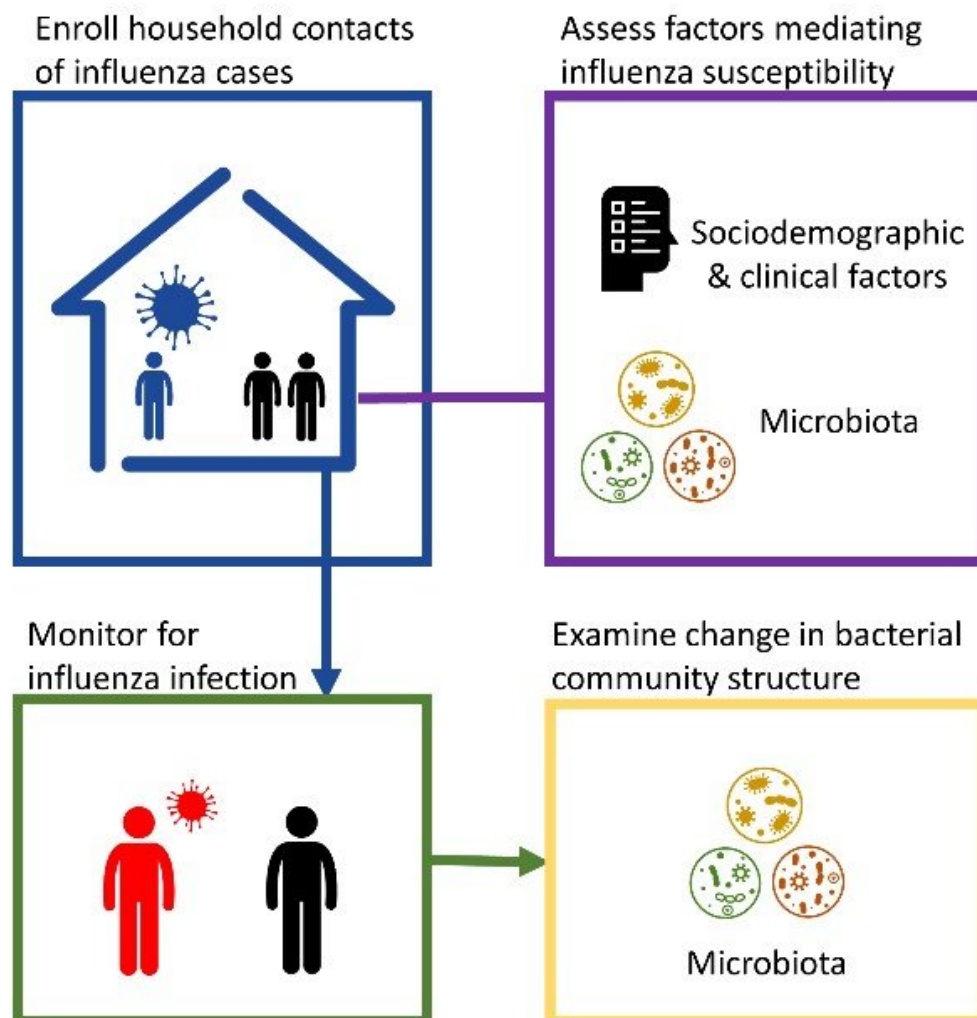 Enroll household contacts
of influenza cases
Assess factors mediating
influenza susceptibility
Sociodemographic
& clinical factors
Microbiota
Monitor for
influenza infection
Examine change in bacterial
community structure
Microbiota